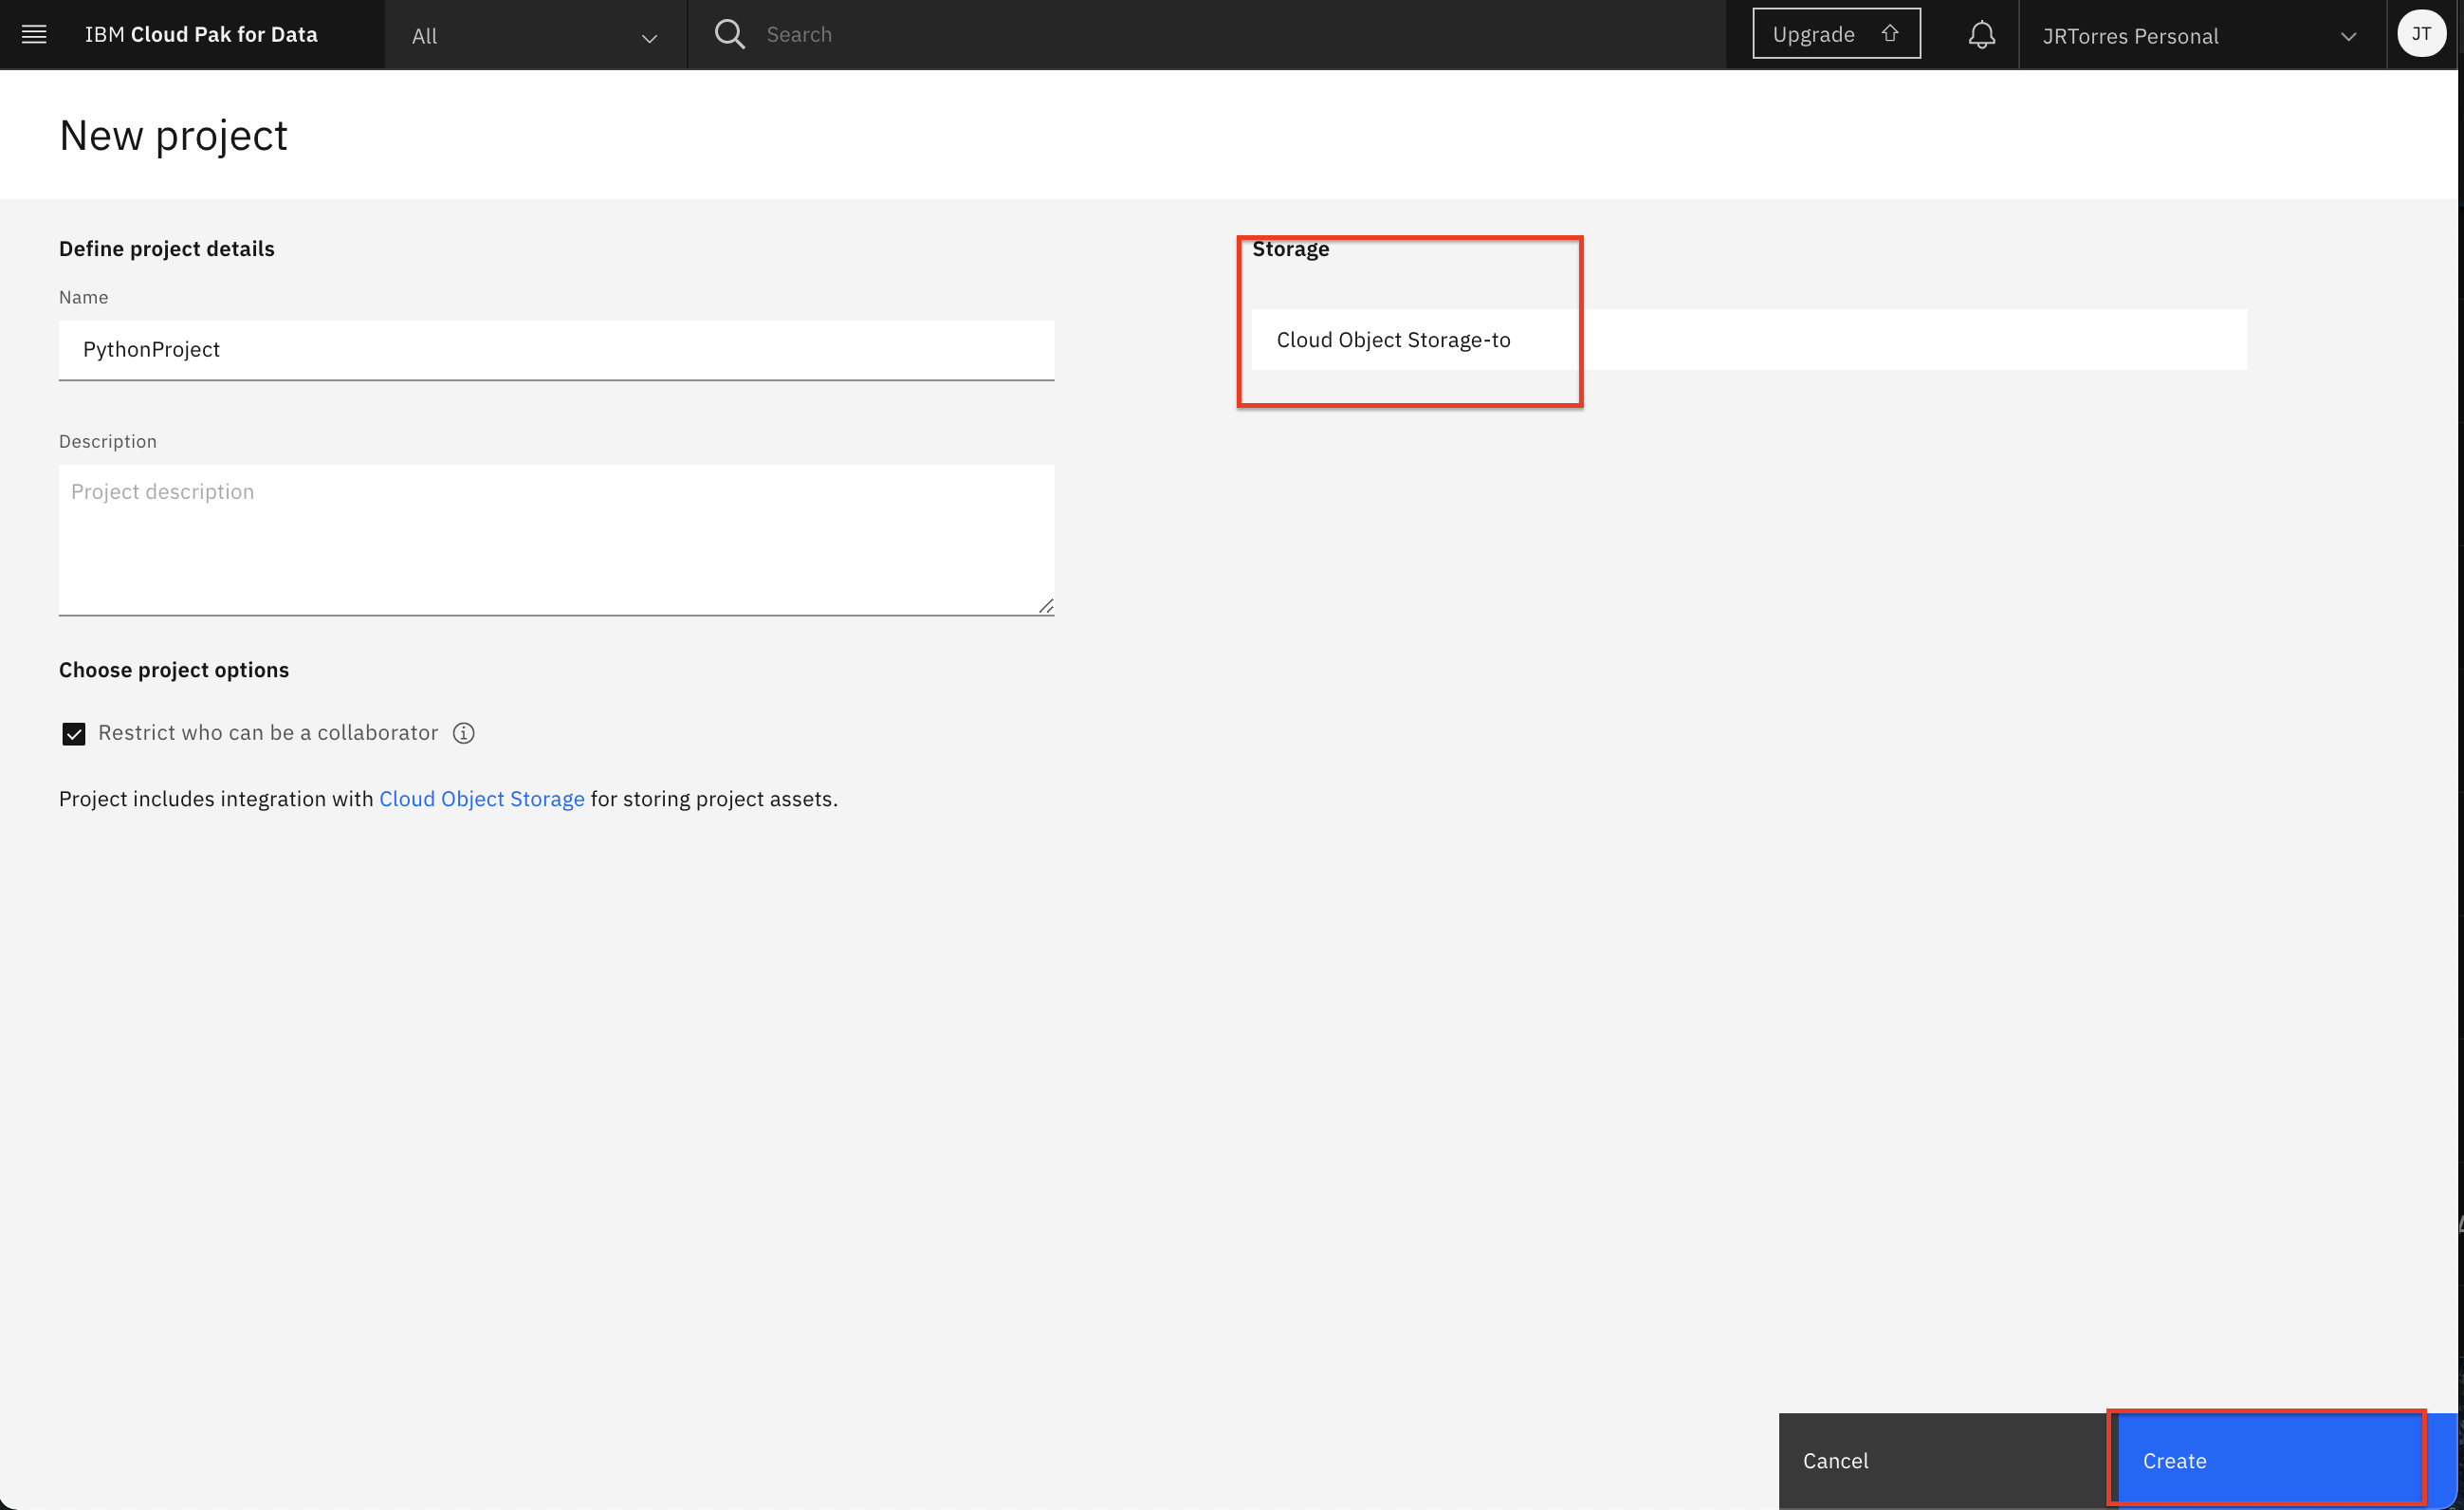 IBM Cloud Pak for Data
All
Search
Upgrade
JRTorres Personal
JT
New project
Define project details
Name
PythonProject
Description
Project description
Choose project options
Restrict who can be a collaborator
Project includes integration with Cloud Object Storage for storing project assets.
Storage
Cloud Object Storage-to
Cancel
Create